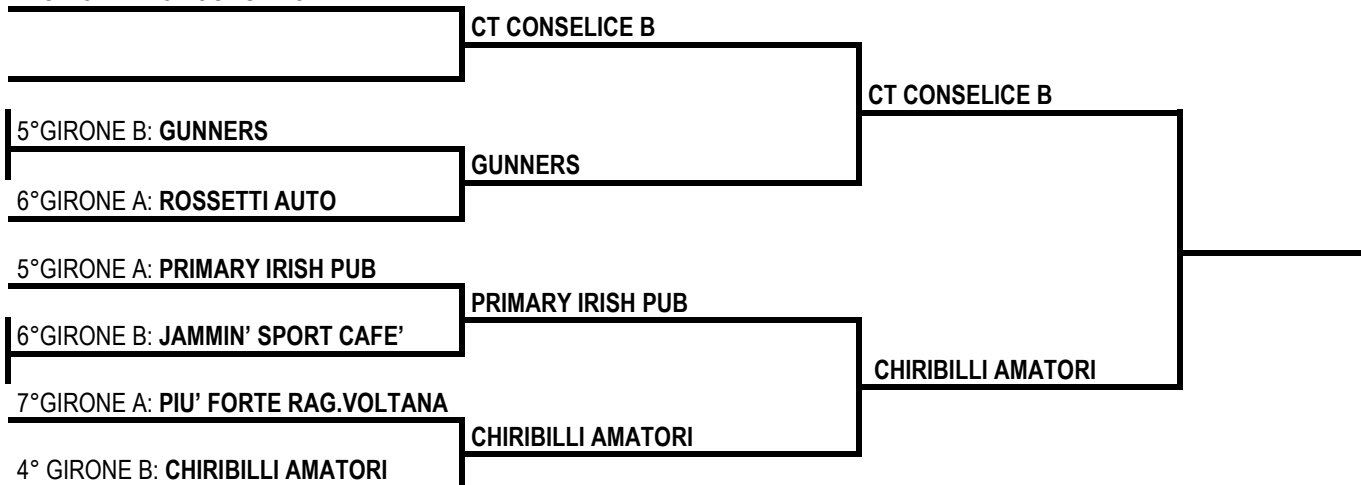 CT CONSELICE B
CT CONSELICE B
5°GIRONE B: GUNNERS
GUNNERS
6°GIRONE A: ROSSETTI AUTO
5°GIRONE A: PRIMARY IRISH PUB
PRIMARY IRISH PUB
6°GIRONE B: JAMMIN’ SPORT CAFE’
CHIRIBILLI AMATORI
7°GIRONE A: PIU’ FORTE RAG.VOLTANA
CHIRIBILLI AMATORI
4° GIRONE B: CHIRIBILLI AMATORI